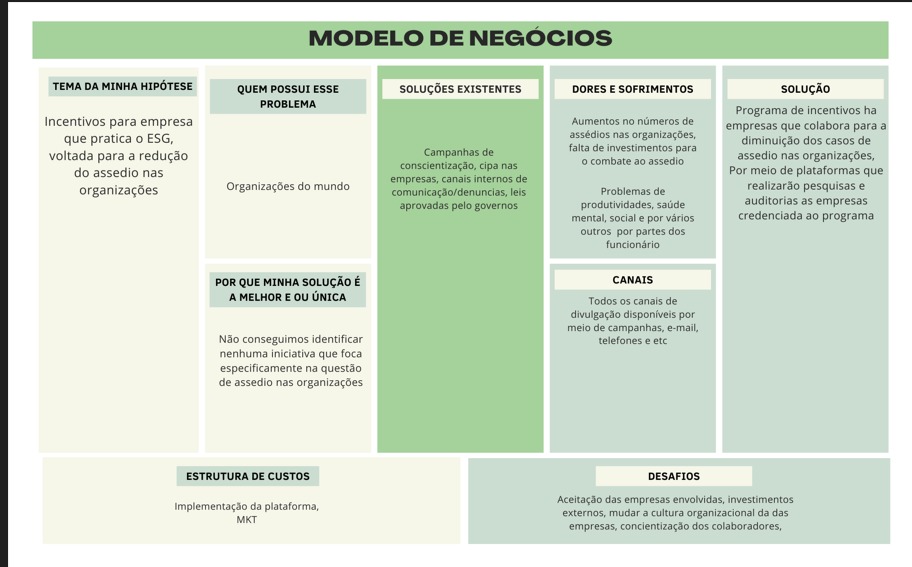 MODELO DE NEGÓCIOS
TEMA DA MINHA HIPÓTESE
Incentivos para empresa
que pratica o ESG,
voltada para a redução
do assedio nas
organizações
QUEM POSSUI ESSE
PROBLEMA
Organizações do mundo
POR QUE MINHA SOLUÇÃO É
A MELHOR E OU ÚNICA
Não conseguimos identificar
nenhuma iniciativa que foca
especificamente na questão
de assedio nas organizações
SOLUÇÕES EXISTENTES
Campanhas de
conscientização, cipa nas
empresas, canais internos de
comunicação/denuncias, leis
aprovadas pelo governos
DORES E SOFRIMENTOS
Aumentos no números de
assédios nas organizações,
falta de investimentos para
o combate ao assedio
Problemas de
produtividades, saúde
mental, social e por vários
outros por partes dos
funcionário
CANAIS
Todos os canais de
divulgação disponíveis por
meio de campanhas, e-mail,
telefones e etc
SOLUÇÃO
Programa de incentivos ha
empresas que colabora para a
diminuição dos casos de
assedio nas organizações,
Por meio de plataformas que
realizarão pesquisas e
auditorias as empresas
credenciada ao programa
ESTRUTURA DE CUSTOS
Implementação da plataforma,
MKT
DESAFIOS
Aceitação das empresas envolvidas, investimentos
externos, mudar a cultura organizacional da das
empresas, concientização dos colaboradores,